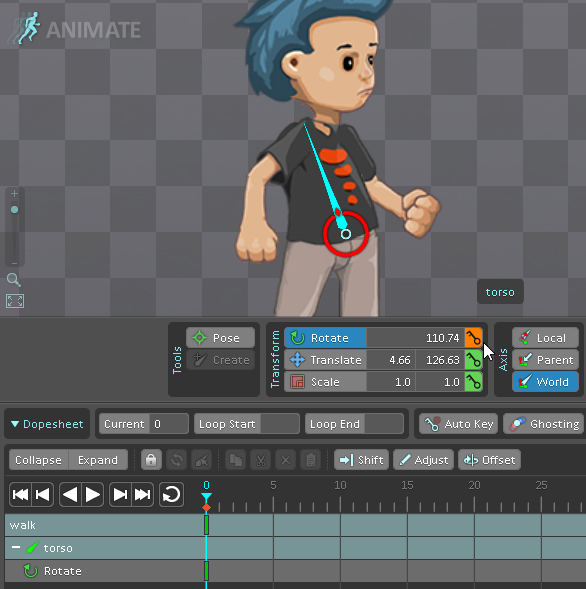 ANIMATE
torso
Tools
Pose
Create
Transform
Rotate 110.74
Translate 4.66 126.63
Scale 1.0 1.0
Axis
Local
Parent
World
Dopesheet
Current 0
Loop Start
Loop End
Auto Key
Ghosting
Collapse Expand
Shift
Adjust
Offset
0 5 10 15 20 25
walk
torso
Rotate